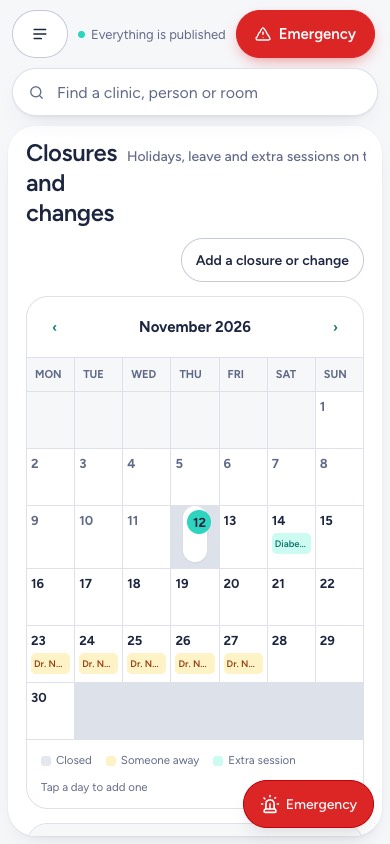 Everything is published
Emergency
Find a clinic, person or room
Closures and changes
Holidays, leave and extra sessions on t
Add a closure or change
‹ November 2026 ›
MON TUE WED THU FRI SAT SUN
1
2 3 4 5 6 7 8
9 10 11 12 13 14 15
Diabe...
16 17 18 19 20 21 22
23 24 25 26 27 28 29
Dr. N... Dr. N... Dr. N... Dr. N... Dr. N...
30
Closed Someone away Extra session
Tap a day to add one
Emergency